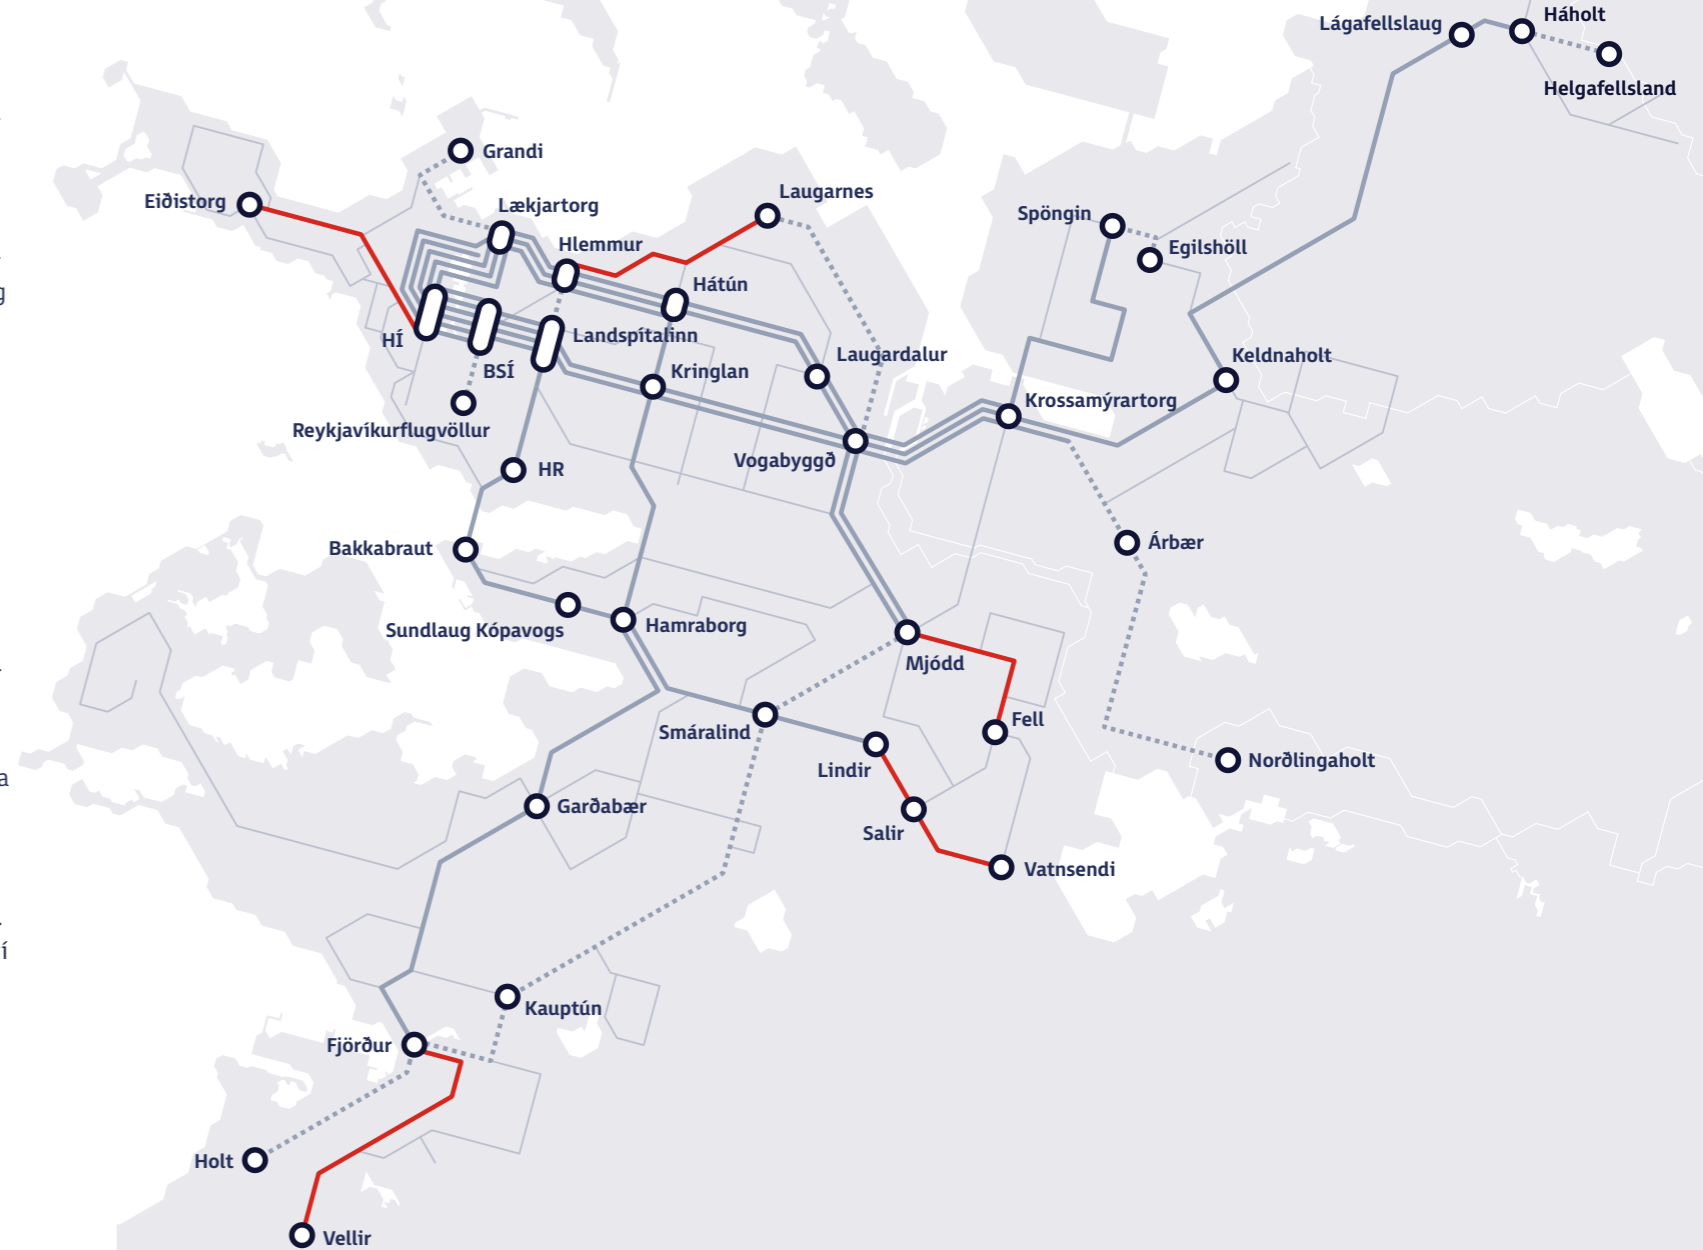 Lágafellslaug
Háholt
Helgafellsland
Grandi
Eiðistorg
Lækjartorg
Laugarnes
Spöngin
Hlemmur
Egilshöll
Hátún
g
HÍ
Landspítalinn
BSÍ
Laugardalur
Keldnaholt
Kringlan
Krossamýrartorg
Reykjavíkurflugvöllur
Vogabyggð
HR
Bakkabraut
Árbær
Sundlaug Kópavogs
Hamraborg
Mjódd
Fell
Smáralind
Lindir
Norðlingaholt
a
Garðabær
Salir
Vatnsendi
í
Kauptún
Fjörður
Holt
Vellir